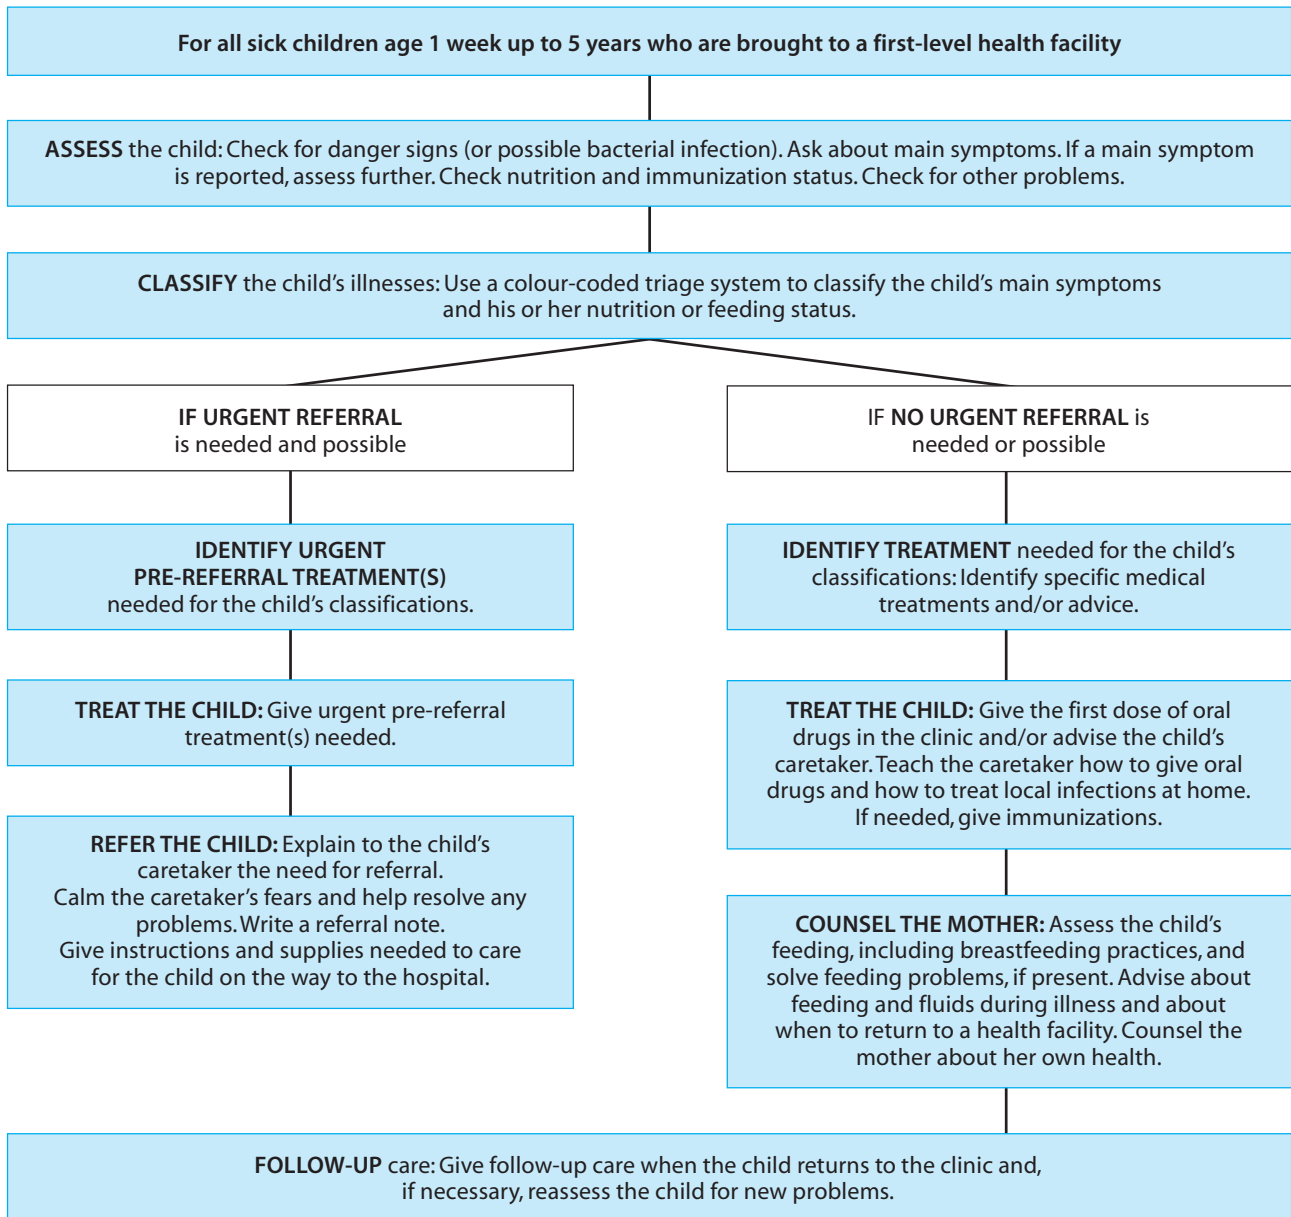 For all sick children age 1 week up to 5 years who are brought to a first-level health facility
ASSESS the child: Check for danger signs (or possible bacterial infection). Ask about main symptoms. If a main symptom
is reported, assess further. Check nutrition and immunization status. Check for other problems.
CLASSIFY the child's illnesses: Use a colour-coded triage system to classify the child's main symptoms
and his or her nutrition or feeding status.
IF URGENT REFERRAL
is needed and possible
IDENTIFY URGENT
PRE-REFERRAL TREATMENT(S)
needed for the child's classifications.
TREAT THE CHILD: Give urgent pre-referral
treatment(s) needed.
REFER THE CHILD: Explain to the child's
caretaker the need for referral.
Calm the caretaker's fears and help resolve any
problems. Write a referral note.
Give instructions and supplies needed to care
for the child on the way to the hospital.
IF NO URGENT REFERRAL is
needed or possible
IDENTIFY TREATMENT needed for the child's
classifications: Identify specific medical
treatments and/or advice.
TREAT THE CHILD: Give the first dose of oral
drugs in the clinic and/or advise the child's
caretaker. Teach the caretaker how to give oral
drugs and how to treat local infections at home.
If needed, give immunizations.
COUNSEL THE MOTHER: Assess the child's
feeding, including breastfeeding practices, and
solve feeding problems, if present. Advise about
feeding and fluids during illness and about
when to return to a health facility. Counsel the
mother about her own health.
FOLLOW-UP care: Give follow-up care when the child returns to the clinic and,
if necessary, reassess the child for new problems.